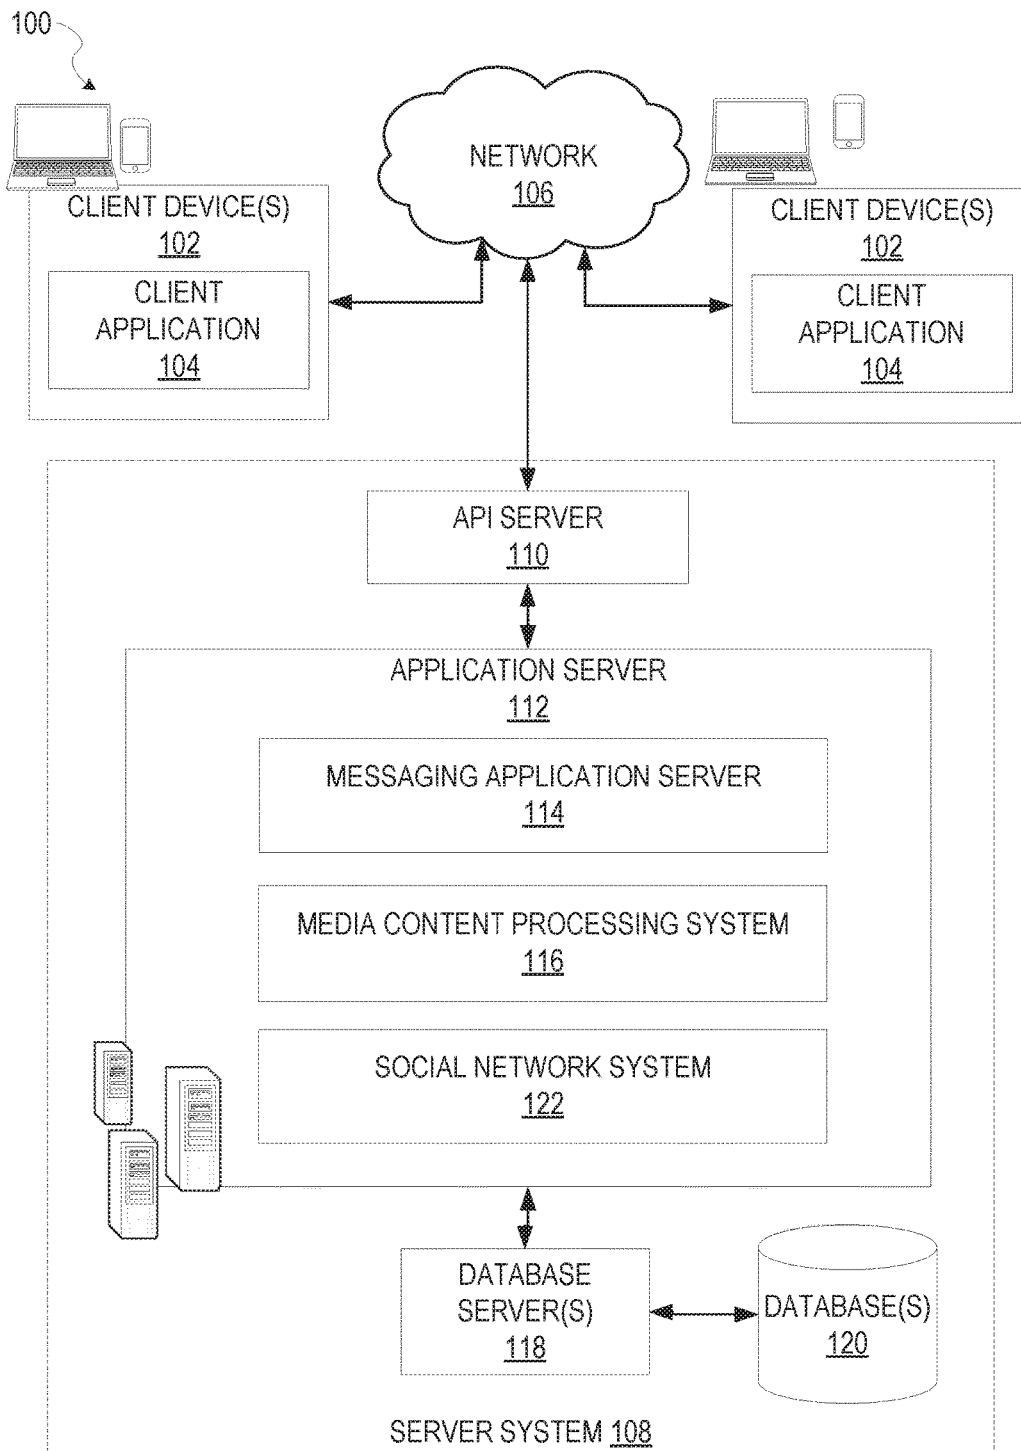 100
NETWORK
106
CLIENT DEVICE(S)
102
CLIENT
APPLICATION
104
CLIENT DEVICE(S)
102
CLIENT
APPLICATION
104
API SERVER
110
APPLICATION SERVER
112
MESSAGING APPLICATION SERVER
114
MEDIA CONTENT PROCESSING SYSTEM
116
SOCIAL NETWORK SYSTEM
122
DATABASE
SERVER(S)
118
DATABASE(S)
120
SERVER SYSTEM 108